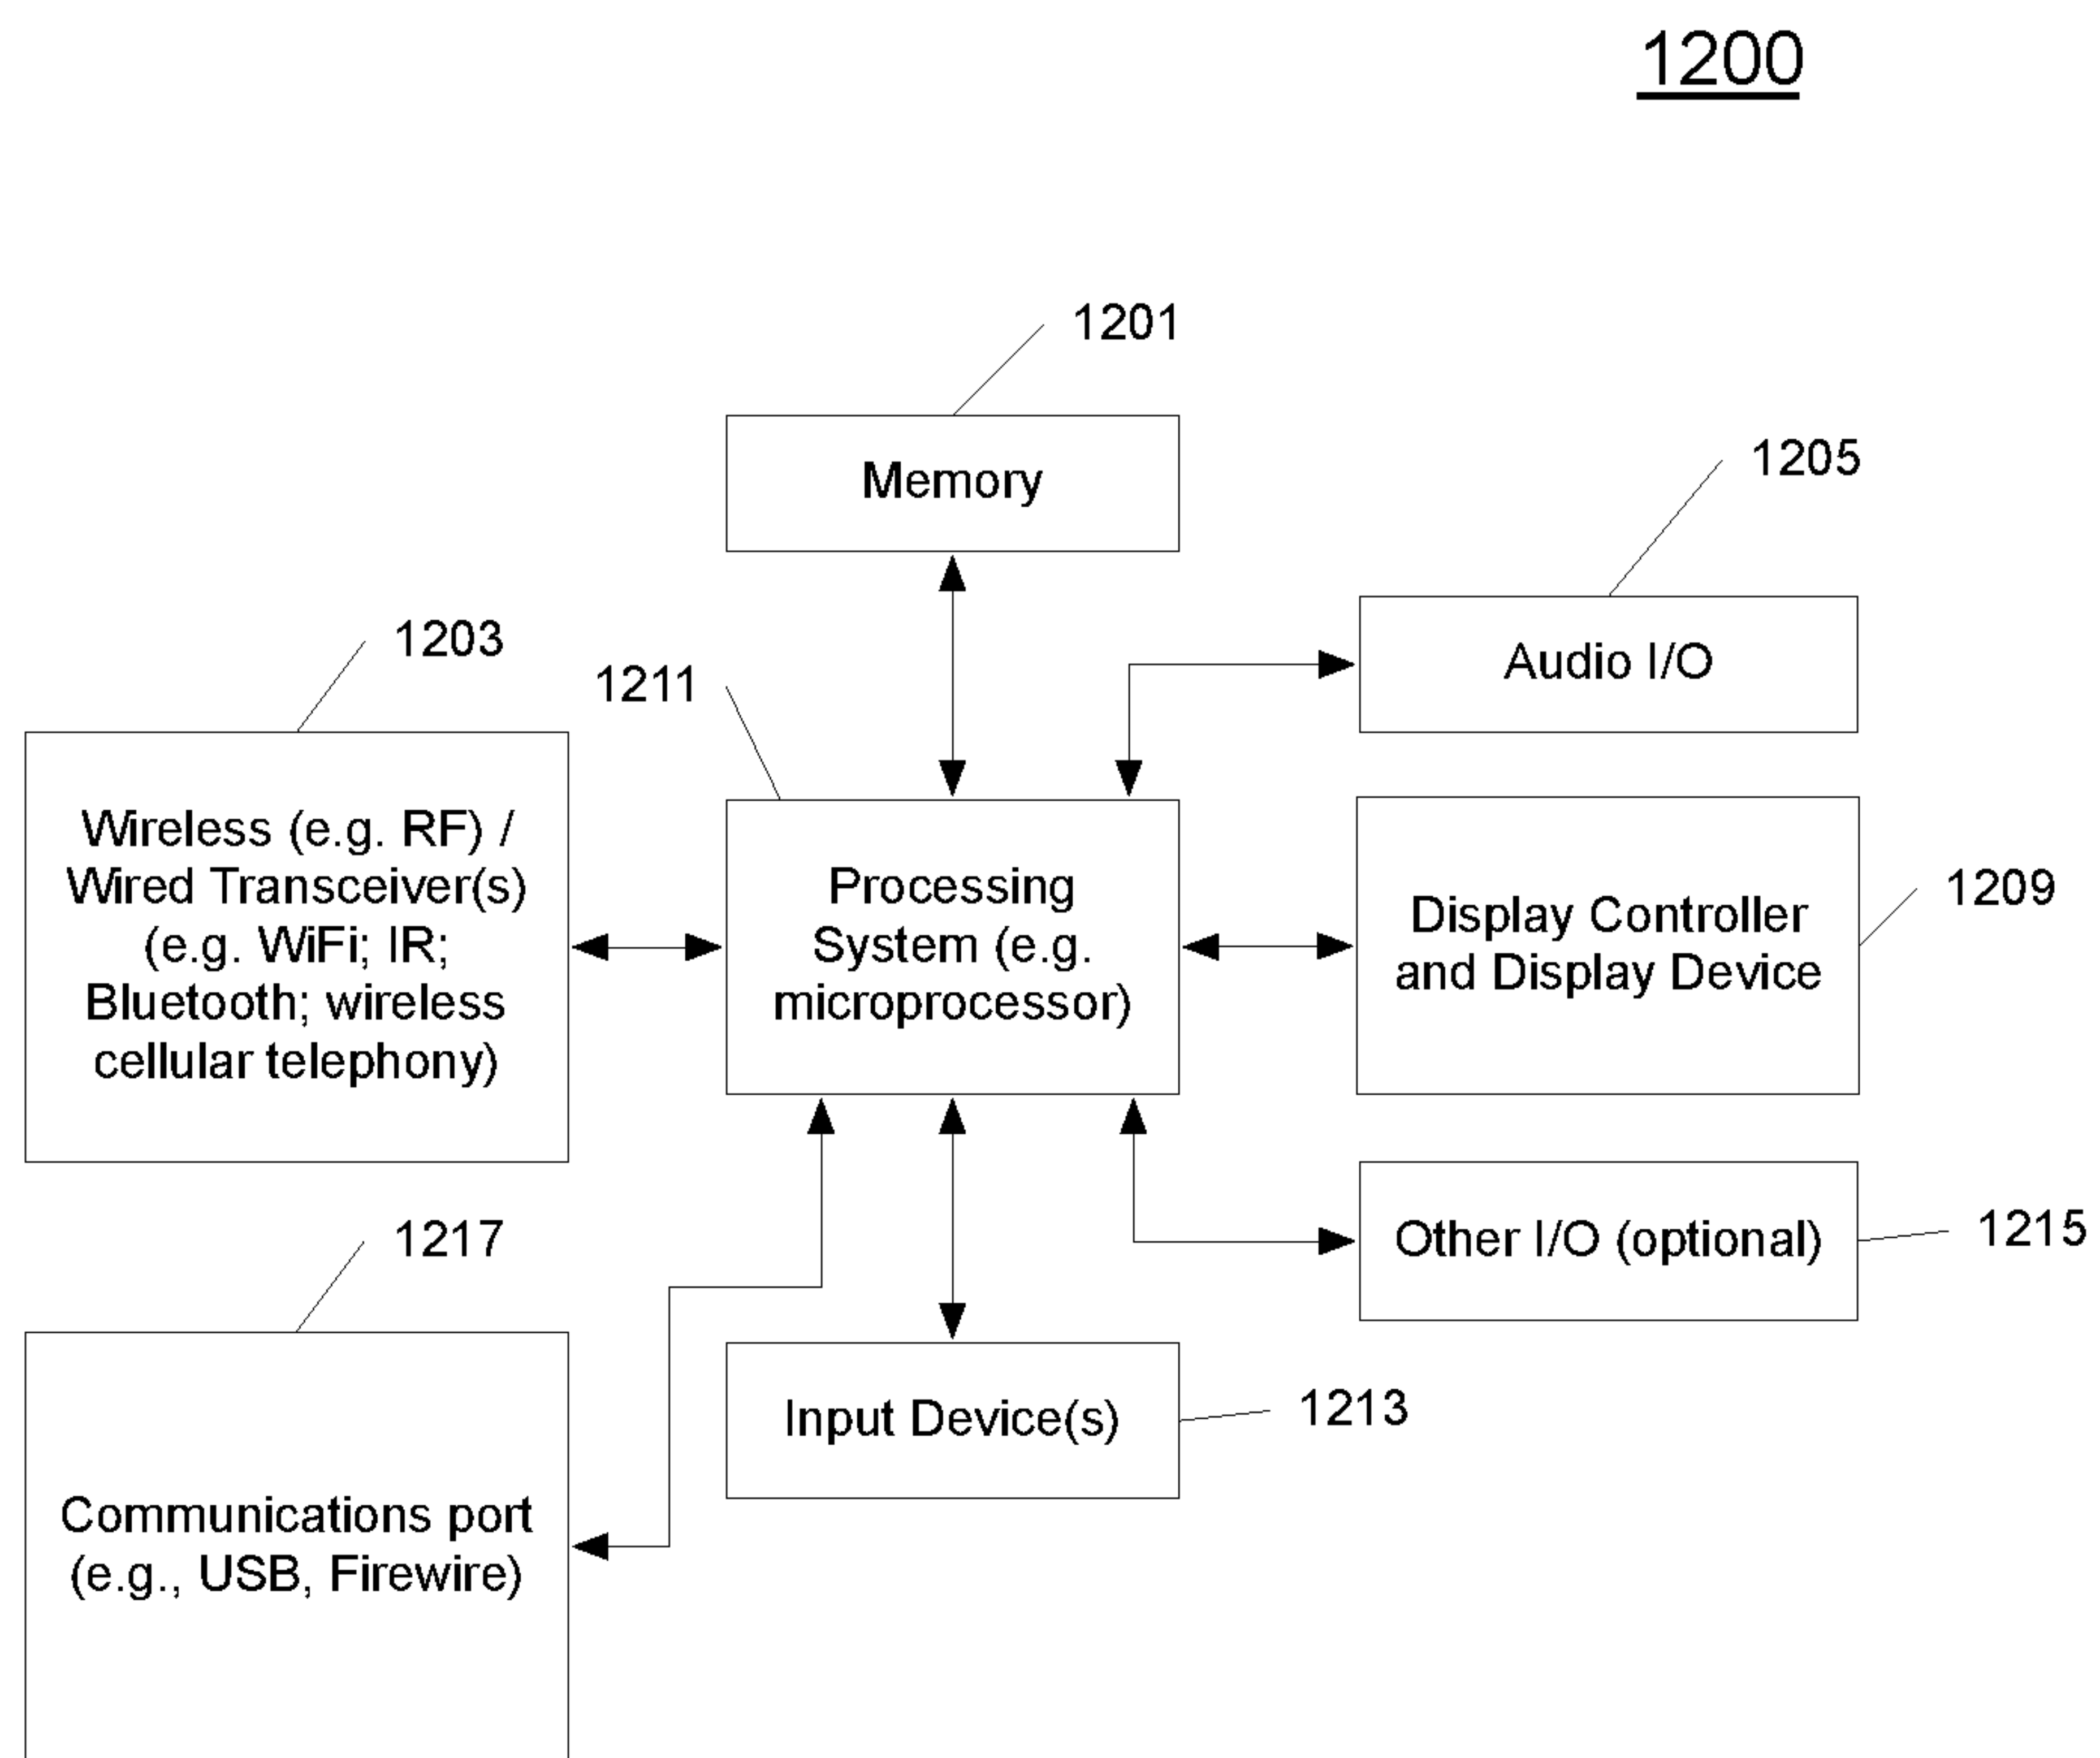 1200
1201
Memory
1205
Audio I/O
1203
1211
Wireless (e.g. RF) /
Wired Transceiver(s)
(e.g. WiFi; IR;
Bluetooth; wireless
cellular telephony)
Processing
System (e.g.
microprocessor)
Display Controller
and Display Device
1209
1217
Other I/O (optional)
1215
Input Device(s)
1213
Communications port
(e.g., USB, Firewire)